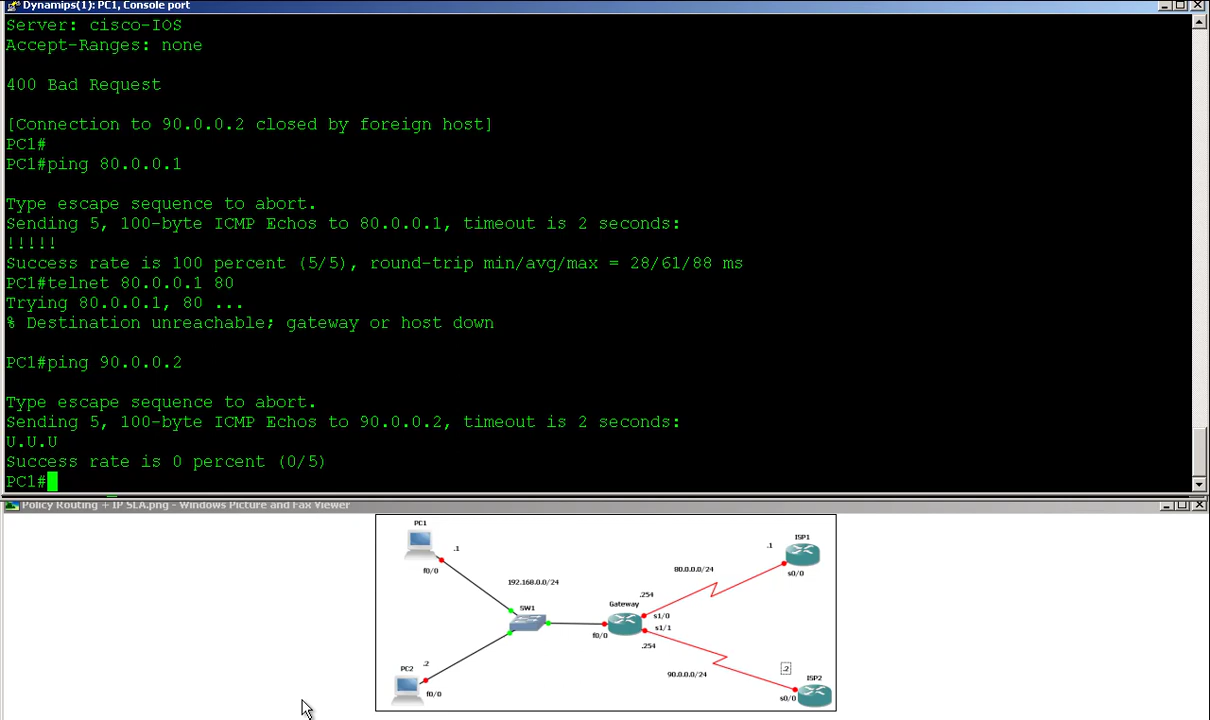 Dynamips(1): PC1, Console port
Server: cisco-IOS
Accept-Ranges: none
400 Bad Request
[Connection to 90.0.0.2 closed by foreign host]
PC1#
PC1#ping 80.0.0.1
Type escape sequence to abort.
Sending 5, 100-byte ICMP Echos to 80.0.0.1, timeout is 2 seconds:
!!!!!
Success rate is 100 percent (5/5), round-trip min/avg/max = 28/61/88 ms
PC1#telnet 80.0.0.1 80
Trying 80.0.0.1, 80 ...
% Destination unreachable; gateway or host down
PC1#ping 90.0.0.2
Type escape sequence to abort.
Sending 5, 100-byte ICMP Echos to 90.0.0.2, timeout is 2 seconds:
U.U.U
Success rate is 0 percent (0/5)
PC1#
Policy Routing + IP SLA.png - Windows Picture and Fax Viewer
PC1
.1
f0/0
192.168.0.0/24
SW1
PC2
.2
f0/0
Gateway
f0/0
.254
s1/0
s1/1
.254
80.0.0.0/24
.1
ISP1
s0/0
90.0.0.0/24
.2
ISP2
s0/0